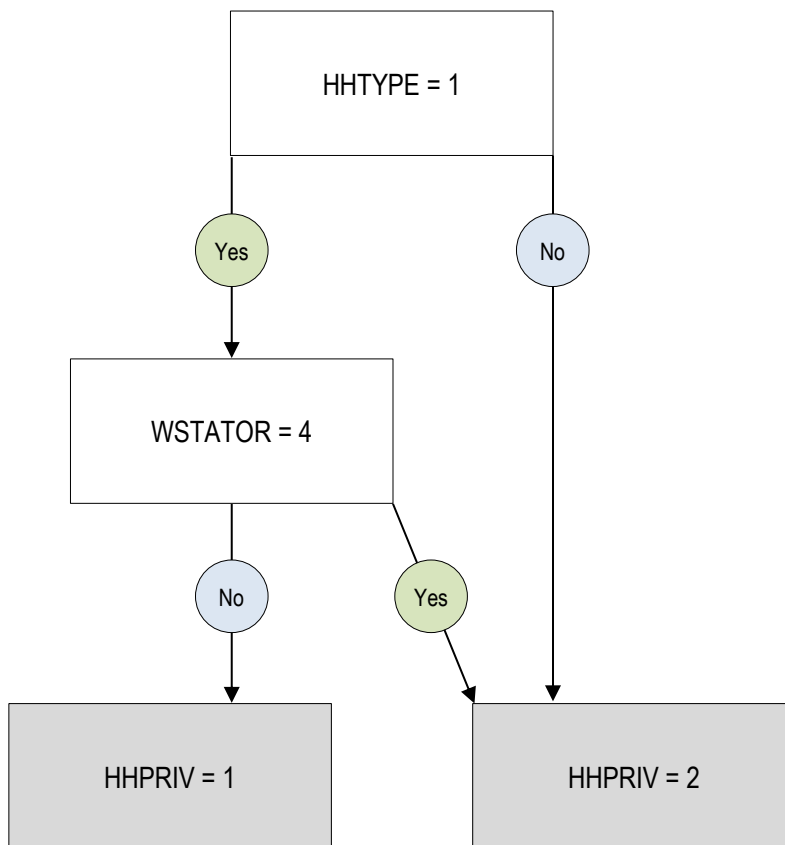 HHTYPE = 1
Yes
No
WSTATOR = 4
No
Yes
HHPRIV = 1
HHPRIV = 2